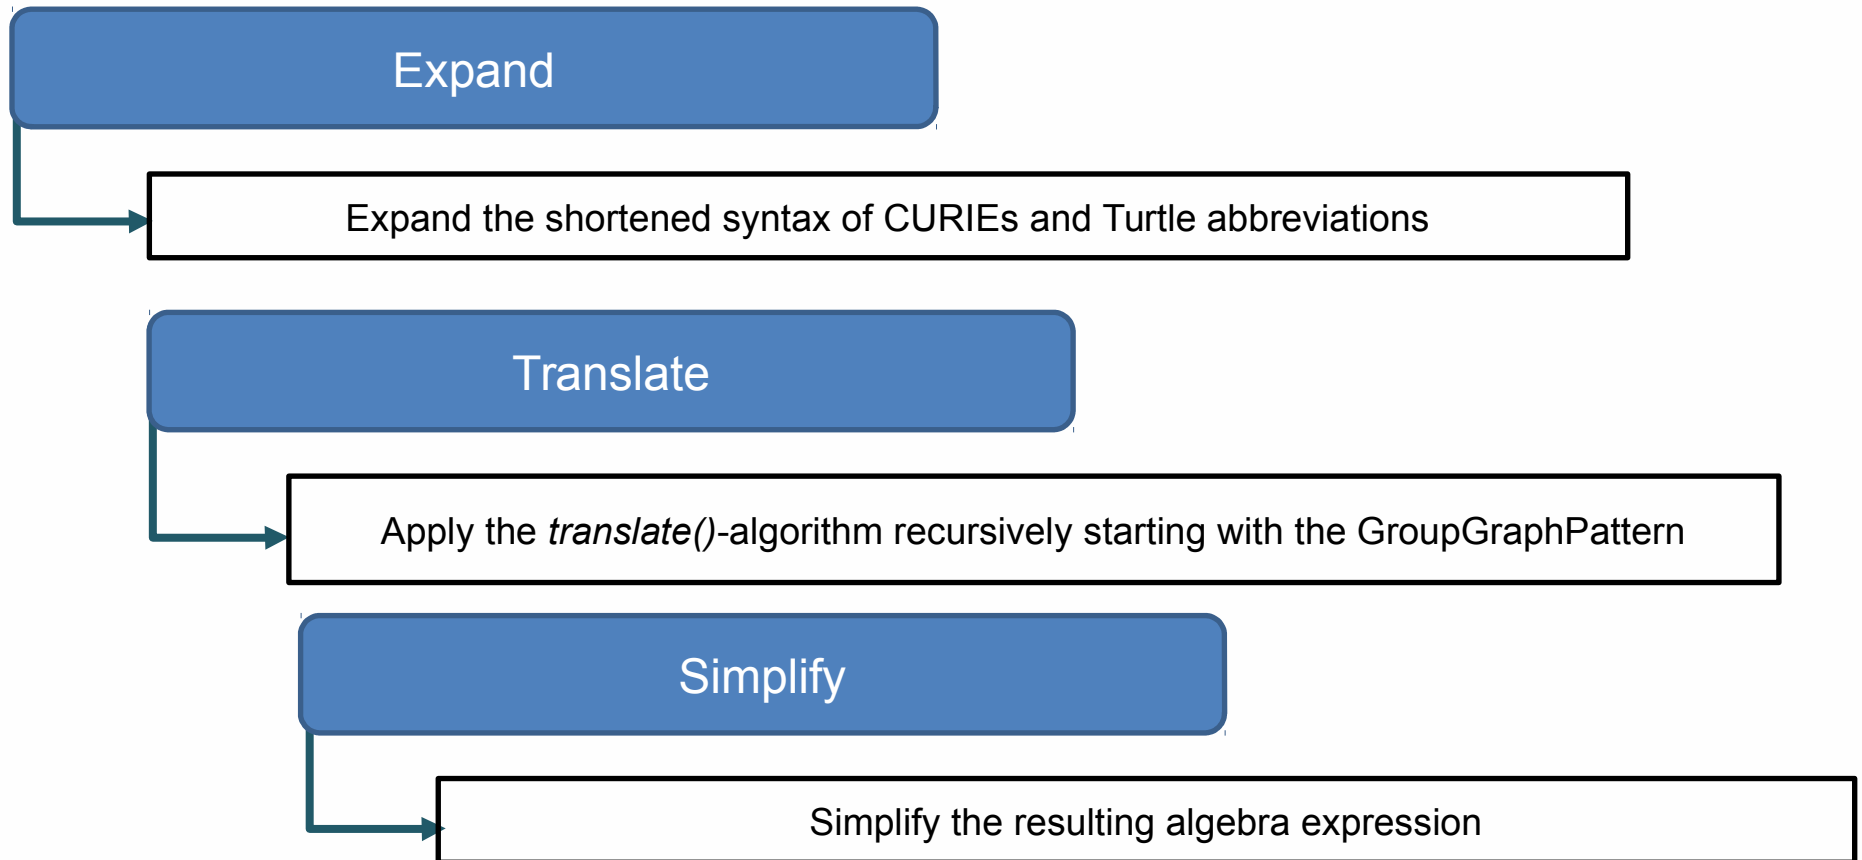 Expand
Expand the shortened syntax of CURIEs and Turtle abbreviations
Translate
Apply the translate()-algorithm recursively starting with the GroupGraphPattern
Simplify
Simplify the resulting algebra expression